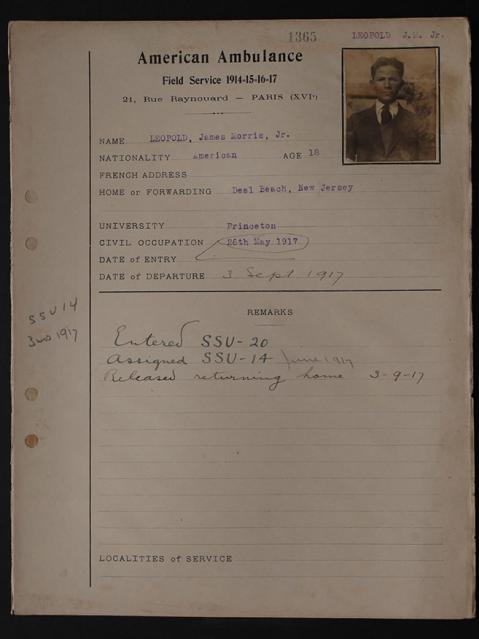 1365 LEOPOLD J.M. Jr.
American Ambulance
Field Service 1914-15-16-17
21, Rue Raynouard — PARIS (XVIe)
NAME LEOPOLD, James Morris, Jr.
NATIONALITY American AGE 18
FRENCH ADDRESS
HOME or FORWARDING Deal Beach, New Jersey
UNIVERSITY Princeton
CIVIL OCCUPATION 26th May 1917
DATE of ENTRY
DATE of DEPARTURE 3 Sept 1917
REMARKS
SSU 14
1917
Entered SSU-20
Assigned SSU-14 June 1917
Released returning home 3-9-17
LOCALITIES of SERVICE